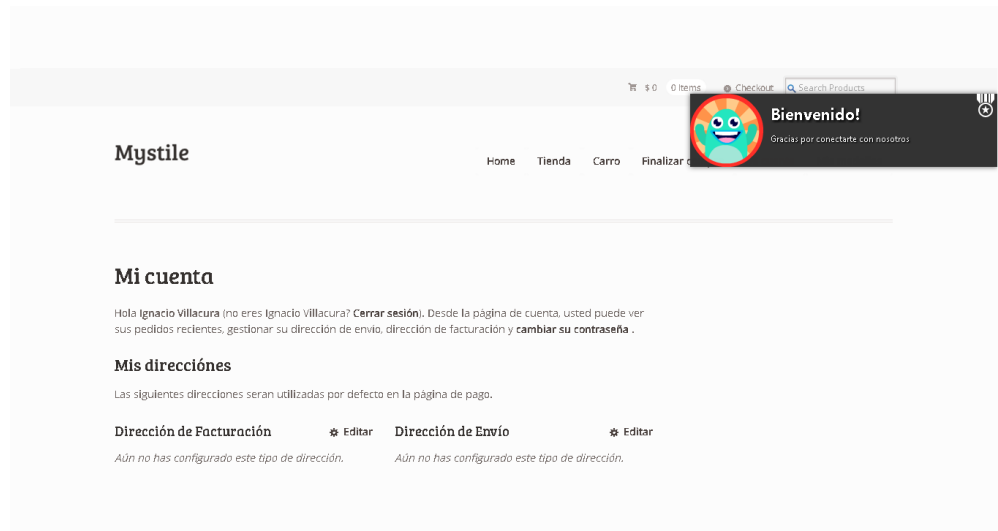 $ 0 0 Items Checkout Search Products
Bienvenido!
Gracias por conectarte con nosotros
Mystile
Home Tienda Carro Finalizar
Mi cuenta
Hola Ignacio Villacura (no eres Ignacio Villacura? Cerrar sesión). Desde la página de cuenta, usted puede ver
sus pedidos recientes, gestionar su dirección de envío, dirección de facturación y cambiar su contraseña .
Mis direcciónes
Las siguientes direcciones seran utilizadas por defecto en la página de pago.
Dirección de Facturación Editar Dirección de Envío Editar
Aún no has configurado este tipo de dirección. Aún no has configurado este tipo de dirección.